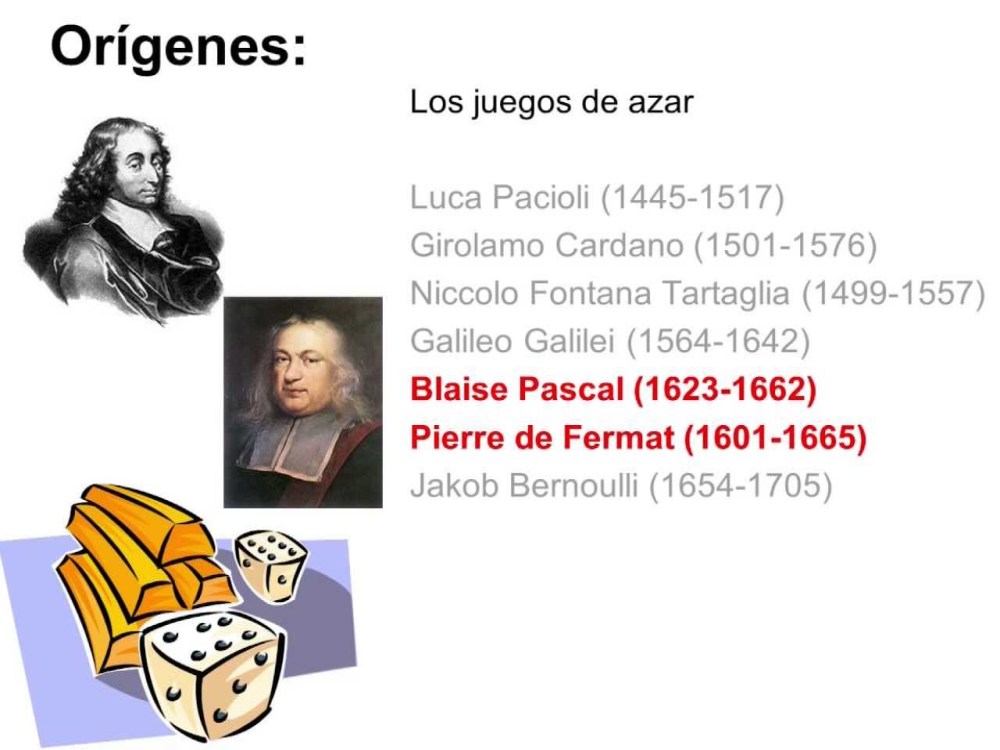 Orígenes:
Los juegos de azar
Luca Pacioli (1445-1517)
Girolamo Cardano (1501-1576)
Niccolo Fontana Tartaglia (1499-1557)
Galileo Galilei (1564-1642)
Blaise Pascal (1623-1662)
Pierre de Fermat (1601-1665)
Jakob Bernoulli (1654-1705)